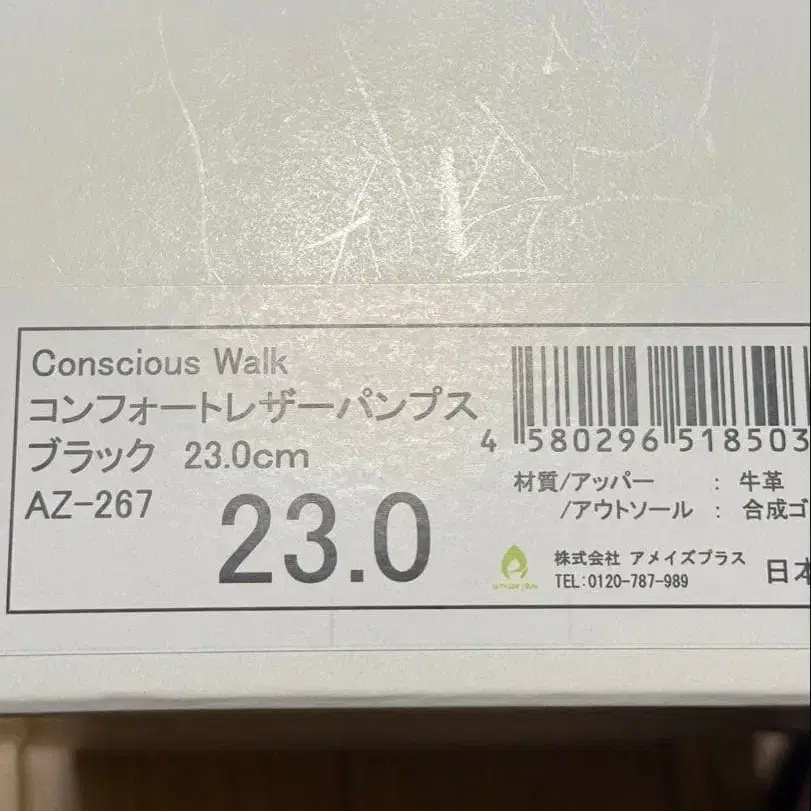 Conscious Walk
コンフォートレザーパンプス
ブラック 23.0cm
AZ-267
23.0
4 580296 518503
材質/アッパー : 牛革
/アウトソール : 合成ゴ
株式会社 アメイズプラス
TEL:0120-787-989
日本